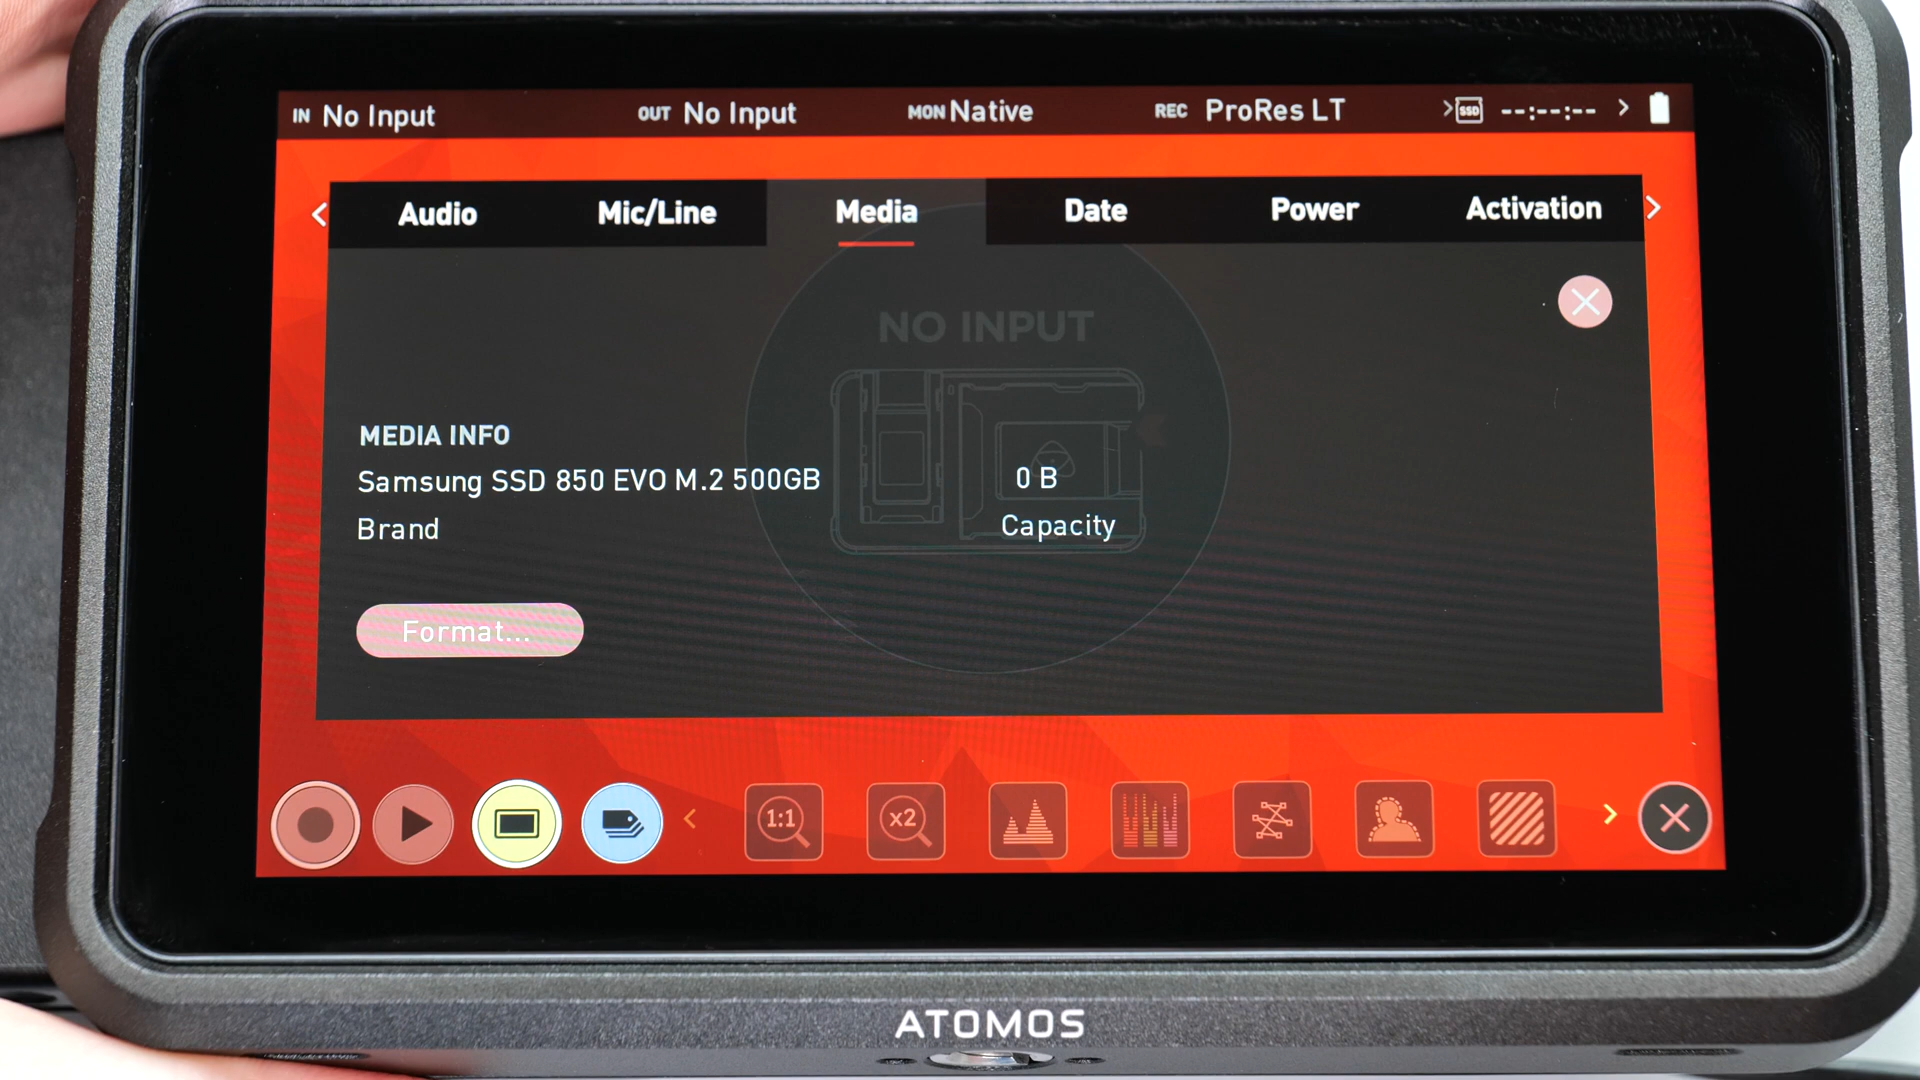 IN No Input OUT No Input MON Native REC ProRes LT SSD --:--:--
Audio Mic/Line Media Date Power Activation
NO INPUT
MEDIA INFO
Samsung SSD 850 EVO M.2 500GB 0 B
Brand Capacity
Format...
1:1 x2
ATOMOS